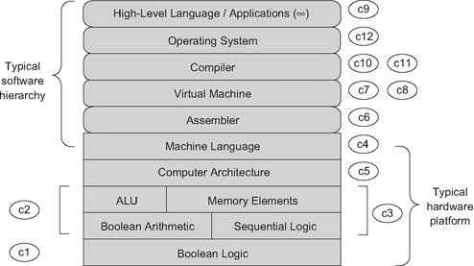 High-Level Language / Applications (∞)
c9
Operating System
c12
Compiler
c10
c11
Typical
software
hierarchy
Virtual Machine
c7
c8
Assembler
c6
Machine Language
c4
Computer Architecture
c5
ALU
Memory Elements
Typical
hardware
platform
c2
c3
Boolean Arithmetic
Sequential Logic
c1
Boolean Logic